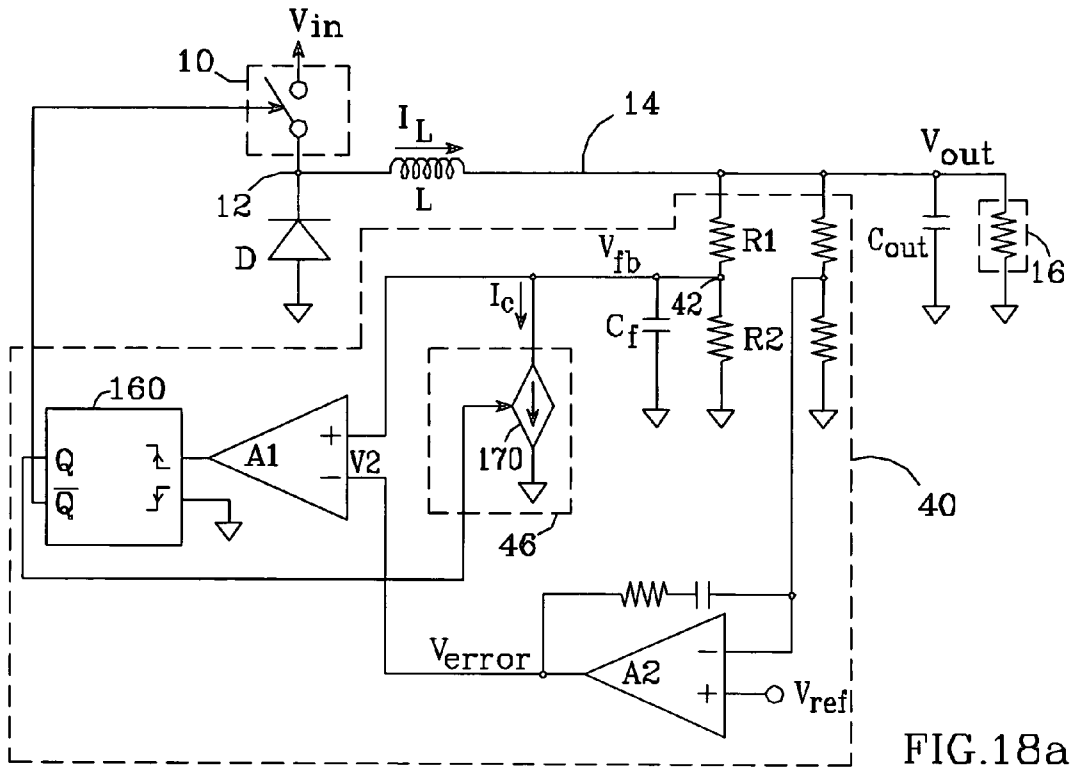 Vin
10
IL
14
Vout
12
L
D
R1
Cout
16
Vfb
42
Ic
Cf
R2
160
Q
Q̅
A1
+
V2
−
170
46
40
Verror
A2
−
+
Vref
FIG.18a